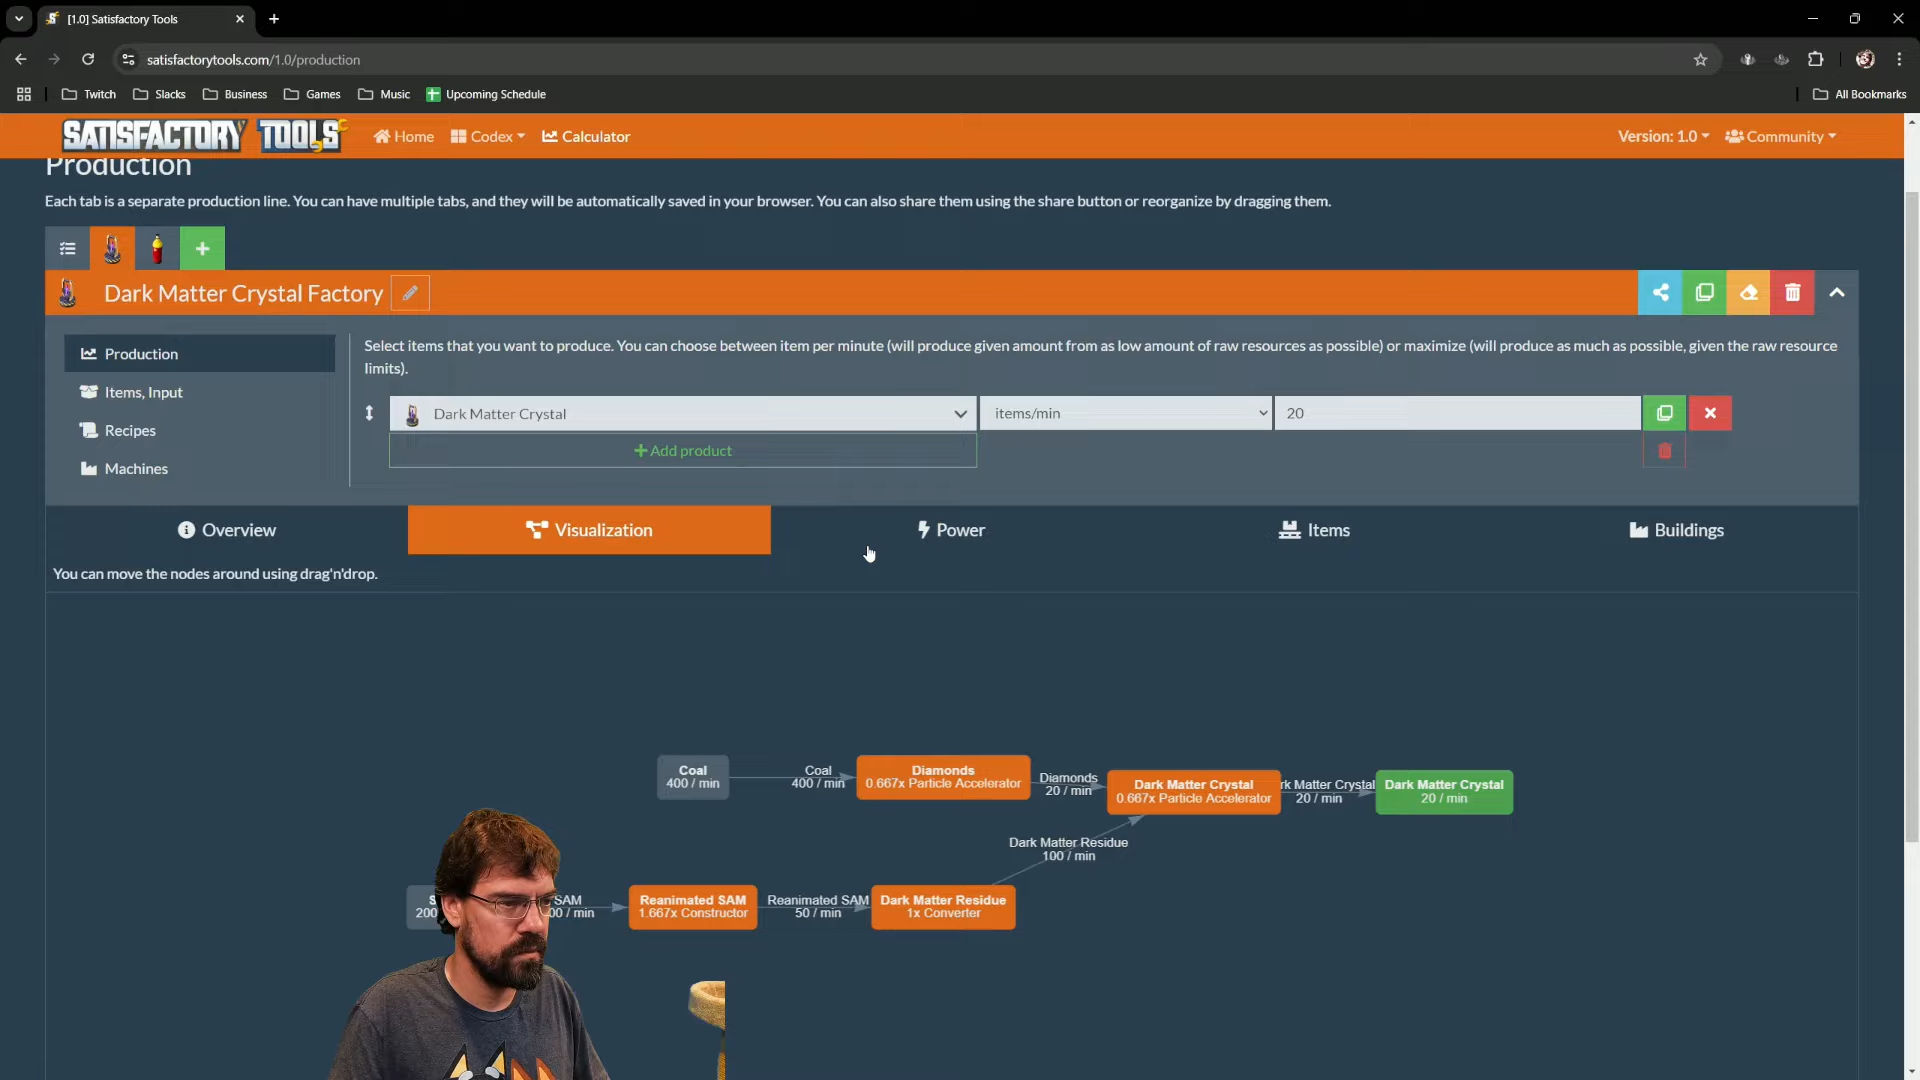 [1.0] Satisfactory Tools
satisfactorytools.com/1.0/production
Twitch
Slacks
Business
Games
Music
Upcoming Schedule
All Bookmarks
SATISFACTORY TOOLS
Home
Codex
Calculator
Version: 1.0
Community
Production
Each tab is a separate production line. You can have multiple tabs, and they will be automatically saved in your browser. You can also share them using the share button or reorganize by dragging them.
Dark Matter Crystal Factory
Production
Items, Input
Recipes
Machines
Select items that you want to produce. You can choose between item per minute (will produce given amount from as low amount of raw resources as possible) or maximize (will produce as much as possible, given the raw resource
limits).
Dark Matter Crystal
items/min
20
+Add product
Overview
Visualization
Power
Items
Buildings
You can move the nodes around using drag'n'drop.
Coal
400 / min
Coal
400 / min
Diamonds
0.667x Particle Accelerator
Diamonds
20 / min
Dark Matter Crystal
0.667x Particle Accelerator
rk Matter Crystal
20 / min
Dark Matter Crystal
20 / min
Dark Matter Residue
100 / min
S
200
SAM
00 / min
Reanimated SAM
1.667x Constructor
Reanimated SAM
50 / min
Dark Matter Residue
1x Converter